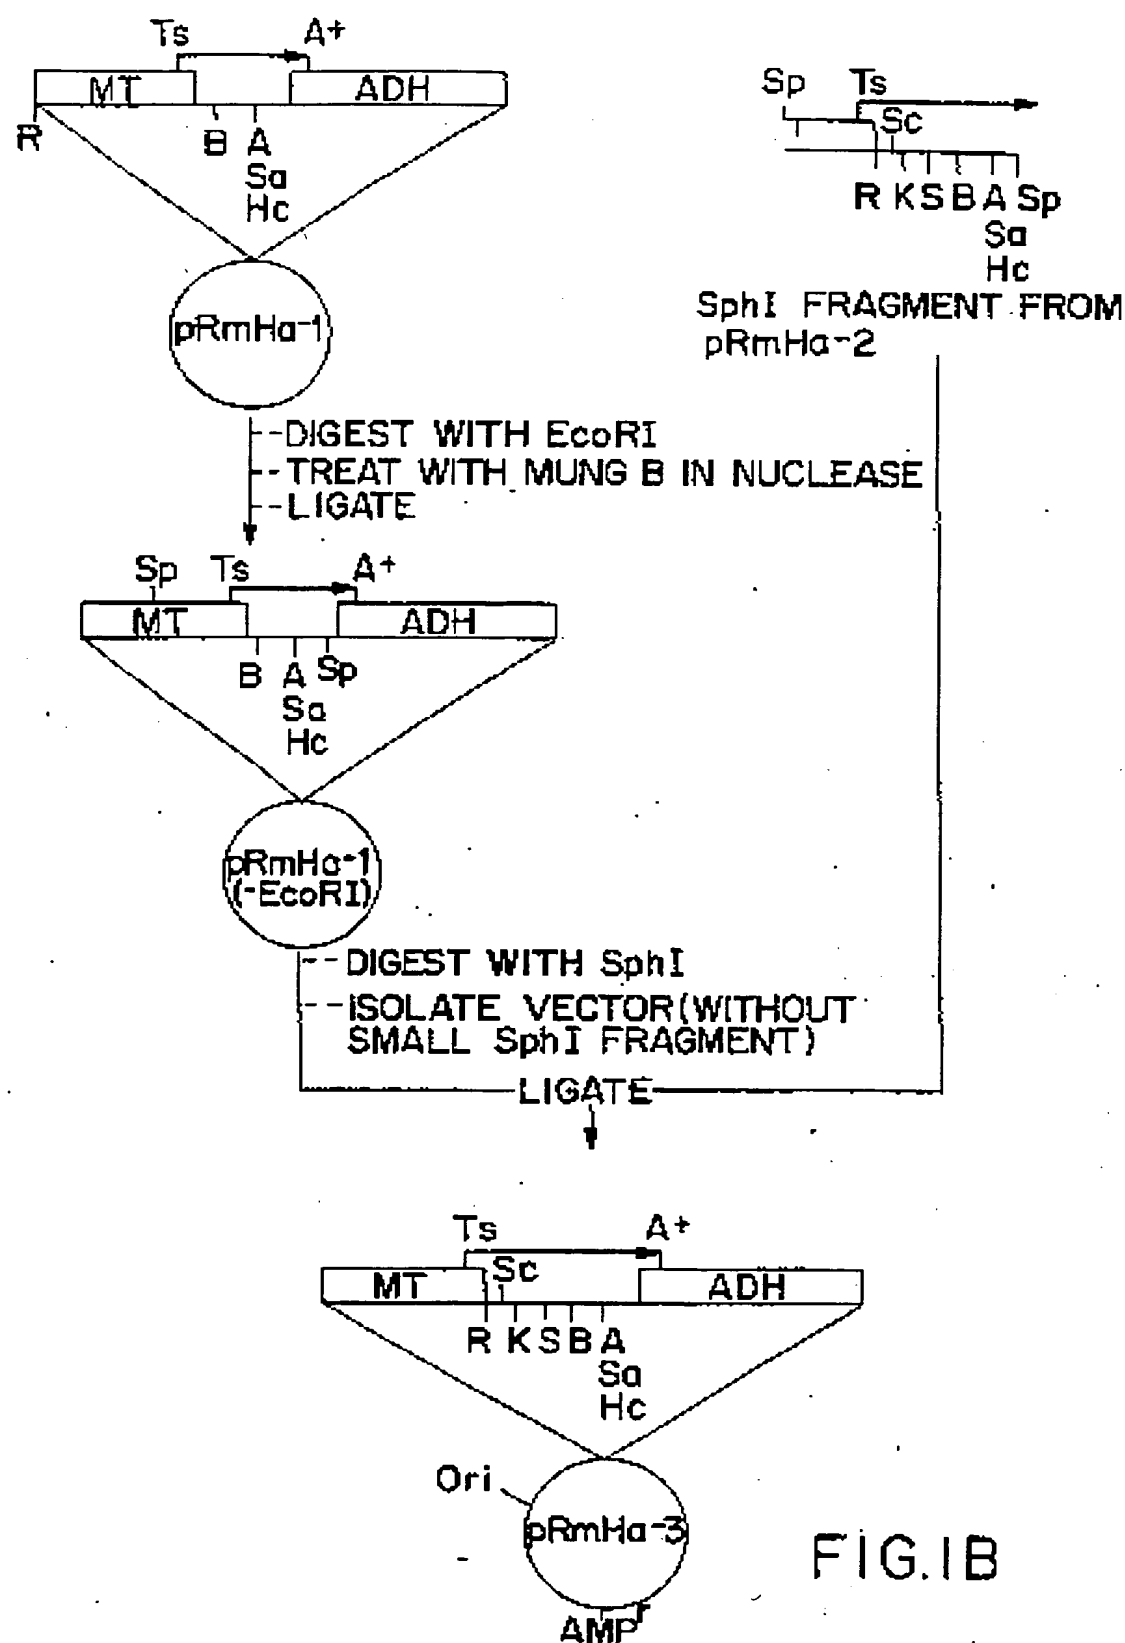 Ts A+
MT ADH
R B A
Sa
Hc
pRmHa-1
Sp Ts
Sc
R K S B A Sp
Sa
Hc
SphI FRAGMENT FROM
pRmHa-2
DIGEST WITH EcoRI
TREAT WITH MUNG B IN NUCLEASE
LIGATE
Sp Ts A+
MT ADH
B A Sp
Sa
Hc
pRmHa-1
(-EcoRI)
DIGEST WITH SphI
ISOLATE VECTOR(WITHOUT
SMALL SphI FRAGMENT)
LIGATE
Ts A+
MT Sc ADH
R K S B A
Sa
Hc
Ori
pRmHa-3
AMPr
FIG.1B